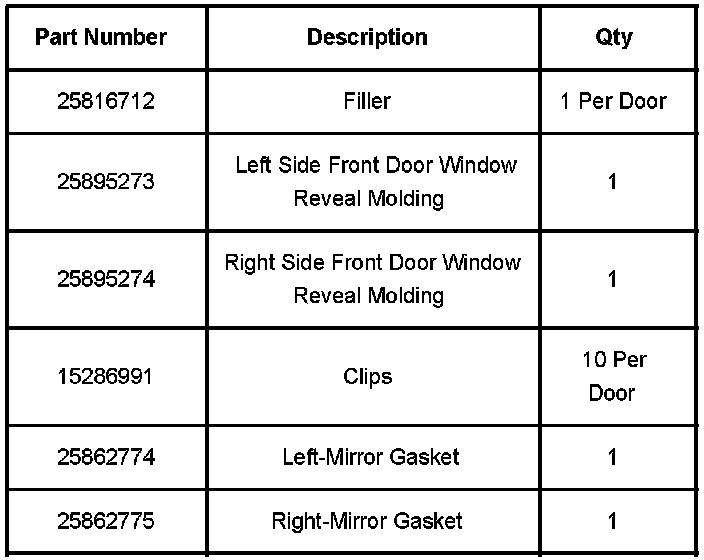 Part Number Description Qty
25816712 Filler 1 Per Door
25895273 Left Side Front Door Window
Reveal Molding 1
25895274 Right Side Front Door Window
Reveal Molding 1
15286991 Clips 10 Per
Door
25862774 Left-Mirror Gasket 1
25862775 Right-Mirror Gasket 1